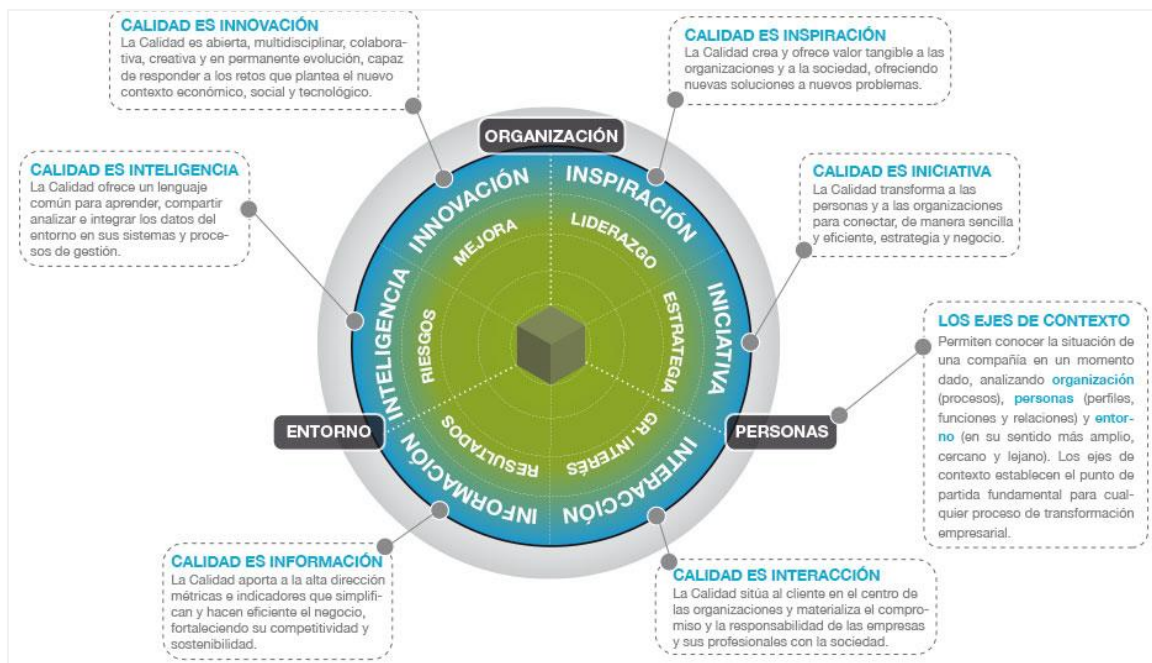 CALIDAD ES INNOVACIÓN
La Calidad es abierta, multidisciplinar, colabora-
tiva, creativa y en permanente evolución, capaz
de responder a los retos que plantea el nuevo
contexto económico, social y tecnológico.
CALIDAD ES INSPIRACIÓN
La Calidad crea y ofrece valor tangible a las
organizaciones y a la sociedad, ofreciendo
nuevas soluciones a nuevos problemas.
CALIDAD ES INTELIGENCIA
La Calidad ofrece un lenguaje
común para aprender, compartir
analizar e integrar los datos del
entorno en sus sistemas y proce-
sos de gestión.
CALIDAD ES INICIATIVA
La Calidad transforma a las
personas y a las organizaciones
para conectar, de manera sencilla
y eficiente, estrategia y negocio.
ORGANIZACIÓN
INNOVACIÓN
INSPIRACIÓN
MEJORA
LIDERAZGO
INTELIGENCIA
RIESGOS
ESTRATEGIA
INICIATIVA
ENTORNO
PERSONAS
RESULTADOS
GR. INTERÉS
INFORMACIÓN
INTERACCIÓN
LOS EJES DE CONTEXTO
Permiten conocer la situación de
una compañía en un momento
dado, analizando organización
(procesos), personas (perfiles,
funciones y relaciones) y entor-
no (en su sentido más amplio,
cercano y lejano). Los ejes de
contexto establecen el punto de
partida fundamental para cual-
quier proceso de transformación
empresarial.
CALIDAD ES INFORMACIÓN
La Calidad aporta a la alta dirección
métricas e indicadores que simplifi-
can y hacen eficiente el negocio,
fortaleciendo su competitividad y
sostenibilidad.
CALIDAD ES INTERACCIÓN
La Calidad sitúa al cliente en el centro de
las organizaciones y materializa el compro-
miso y la responsabilidad de las empresas
y sus profesionales con la sociedad.